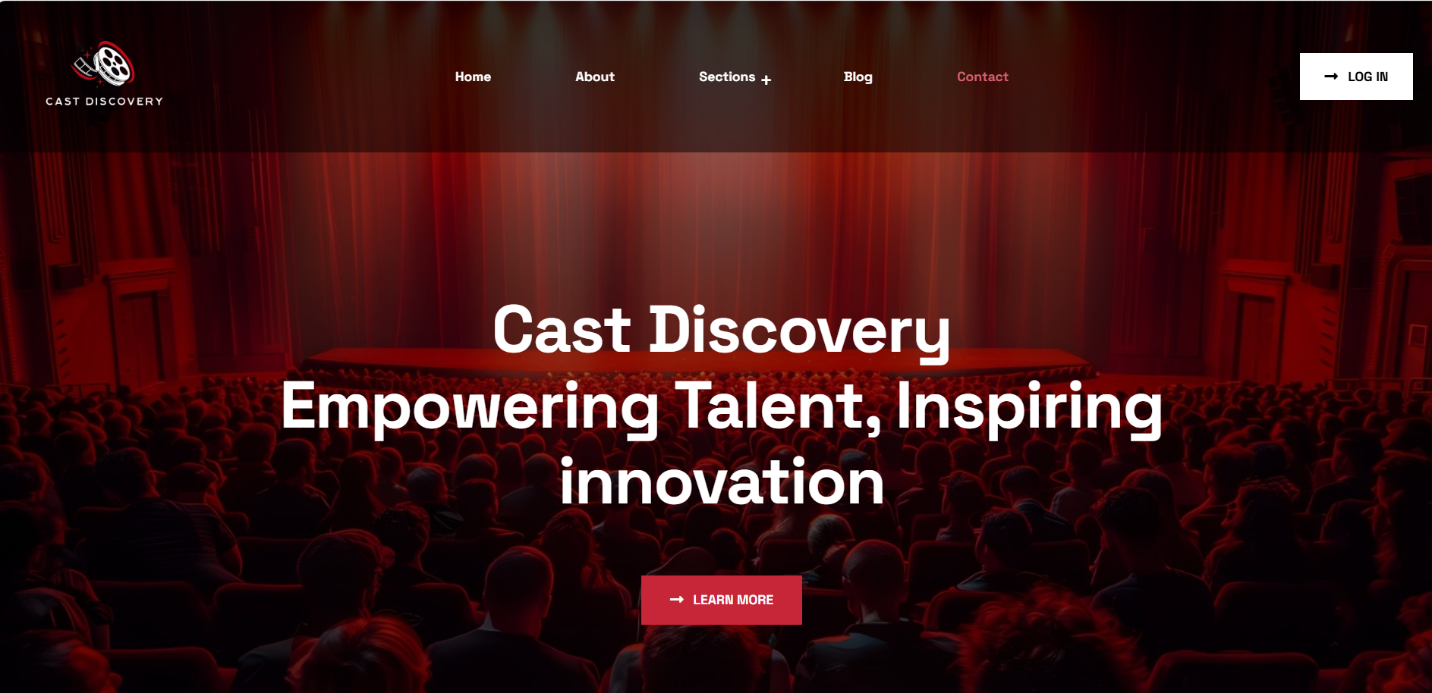 CAST DISCOVERY
Home About Sections + Blog Contact
LOG IN
Cast Discovery
Empowering Talent, Inspiring
innovation
LEARN MORE